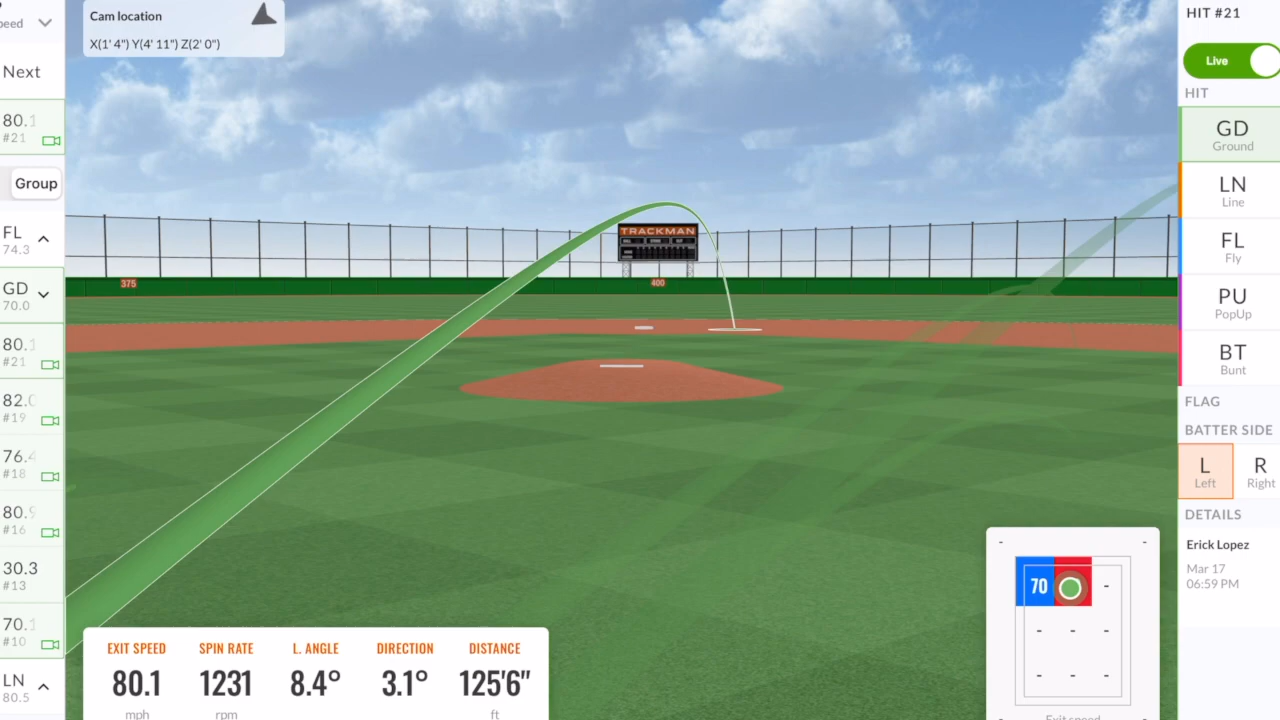 eed
Next
80.1
#21
Group
FL
74.3
GD
70.0
80.1
#21
82.0
#19
76.4
#18
80.9
#16
30.3
#13
70.1
#10
LN
80.5
Cam location
X(1' 4") Y(4' 11") Z(2' 0")
TRACKMAN
375
400
EXIT SPEED
SPIN RATE
L. ANGLE
DIRECTION
DISTANCE
80.1
1231
8.4°
3.1°
125'6"
mph
rpm
ft
- -
70 -
- - -
- - -
- -
Exit speed
HIT #21
Live
HIT
GD
Ground
LN
Line
FL
Fly
PU
PopUp
BT
Bunt
FLAG
BATTER SIDE
L R
Left Right
DETAILS
Erick Lopez
Mar 17
06:59 PM